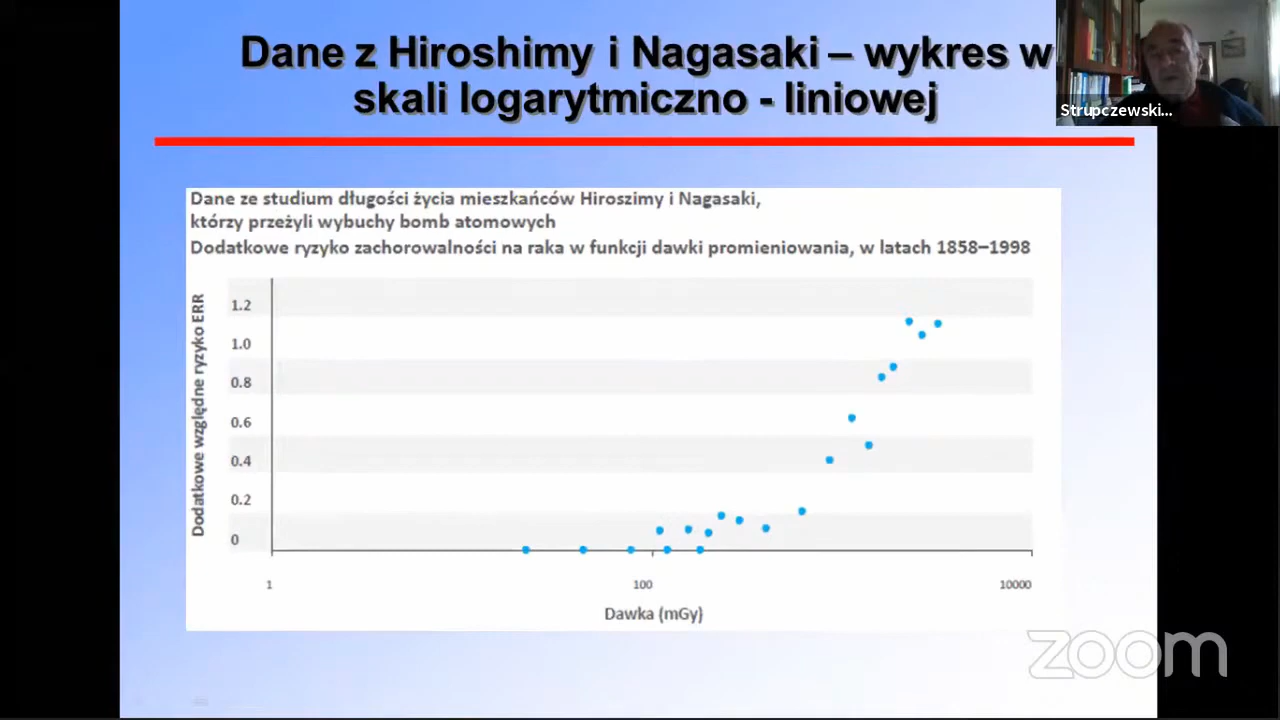 Dane z Hiroshimy i Nagasaki – wykres w
skali logarytmiczno - liniowej
Strupczewski...
Dane ze studium długości życia mieszkańców Hiroszimy i Nagasaki,
którzy przeżyli wybuchy bomb atomowych
Dodatkowe ryzyko zachorowalności na raka w funkcji dawki promieniowania, w latach 1858–1998
Dodatkowe względne ryzyko ERR
1.2
1.0
0.8
0.6
0.4
0.2
0
1 100 10000
Dawka (mGy)
zoom